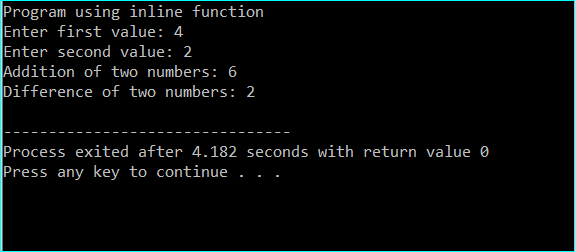 Program using inline function
Enter first value: 4
Enter second value: 2
Addition of two numbers: 6
Difference of two numbers: 2
--------------------------------
Process exited after 4.182 seconds with return value 0
Press any key to continue . . .